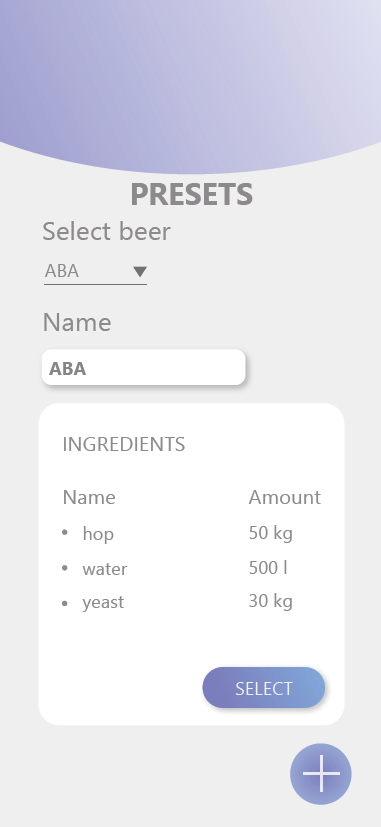 PRESETS
Select beer
ABA
Name
ABA
INGREDIENTS
Name Amount
• hop 50 kg
• water 500 l
• yeast 30 kg
SELECT